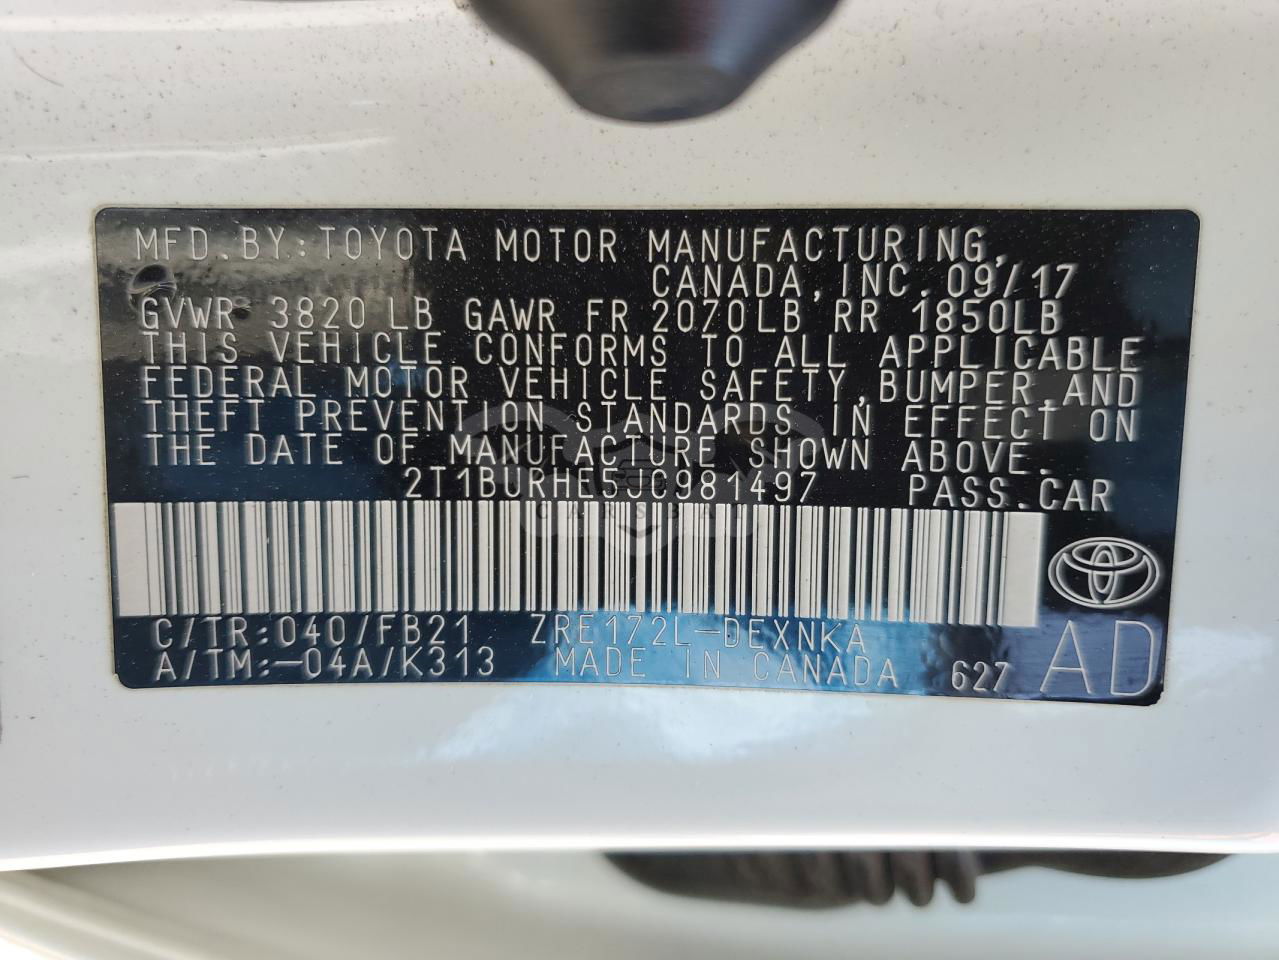 MFD.BY:TOYOTA MOTOR MANUFACTURING,
CANADA,INC.09/17
GVWR 3820 LB GAWR FR 2070LB RR 1850LB
THIS VEHICLE CONFORMS TO ALL APPLICABLE
FEDERAL MOTOR VEHICLE SAFETY,BUMPER,AND
THEFT PREVENTION STANDARDS IN EFFECT ON
THE DATE OF MANUFACTURE SHOWN ABOVE.
2T1BURHE5JC981497 PASS.CAR
CARSBAT
C/TR:040/FB21 ZRE172L-DEXNKA
A/TM:-04A/K313 MADE IN CANADA 627 AD